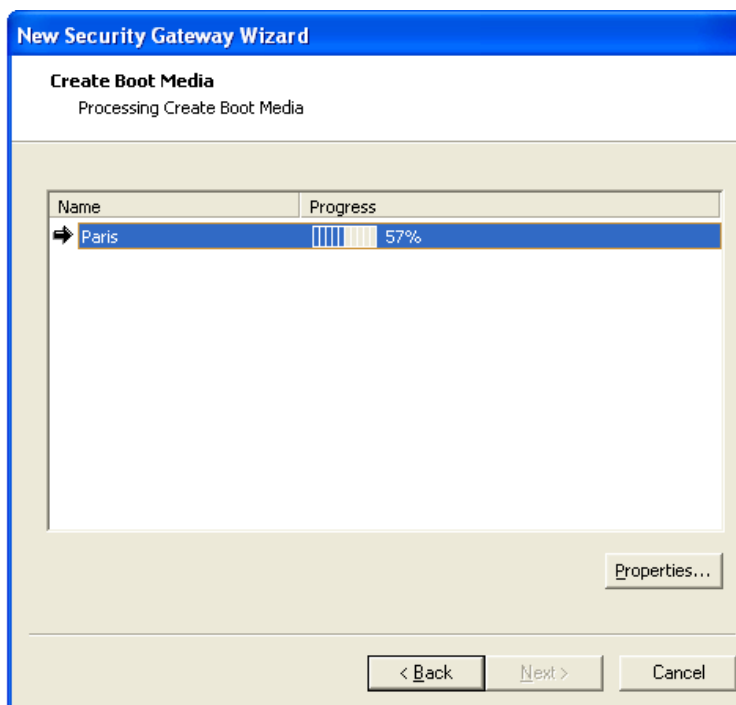 New Security Gateway Wizard
Create Boot Media
Processing Create Boot Media
Name Progress
Paris 57%
Properties...
< Back Next > Cancel